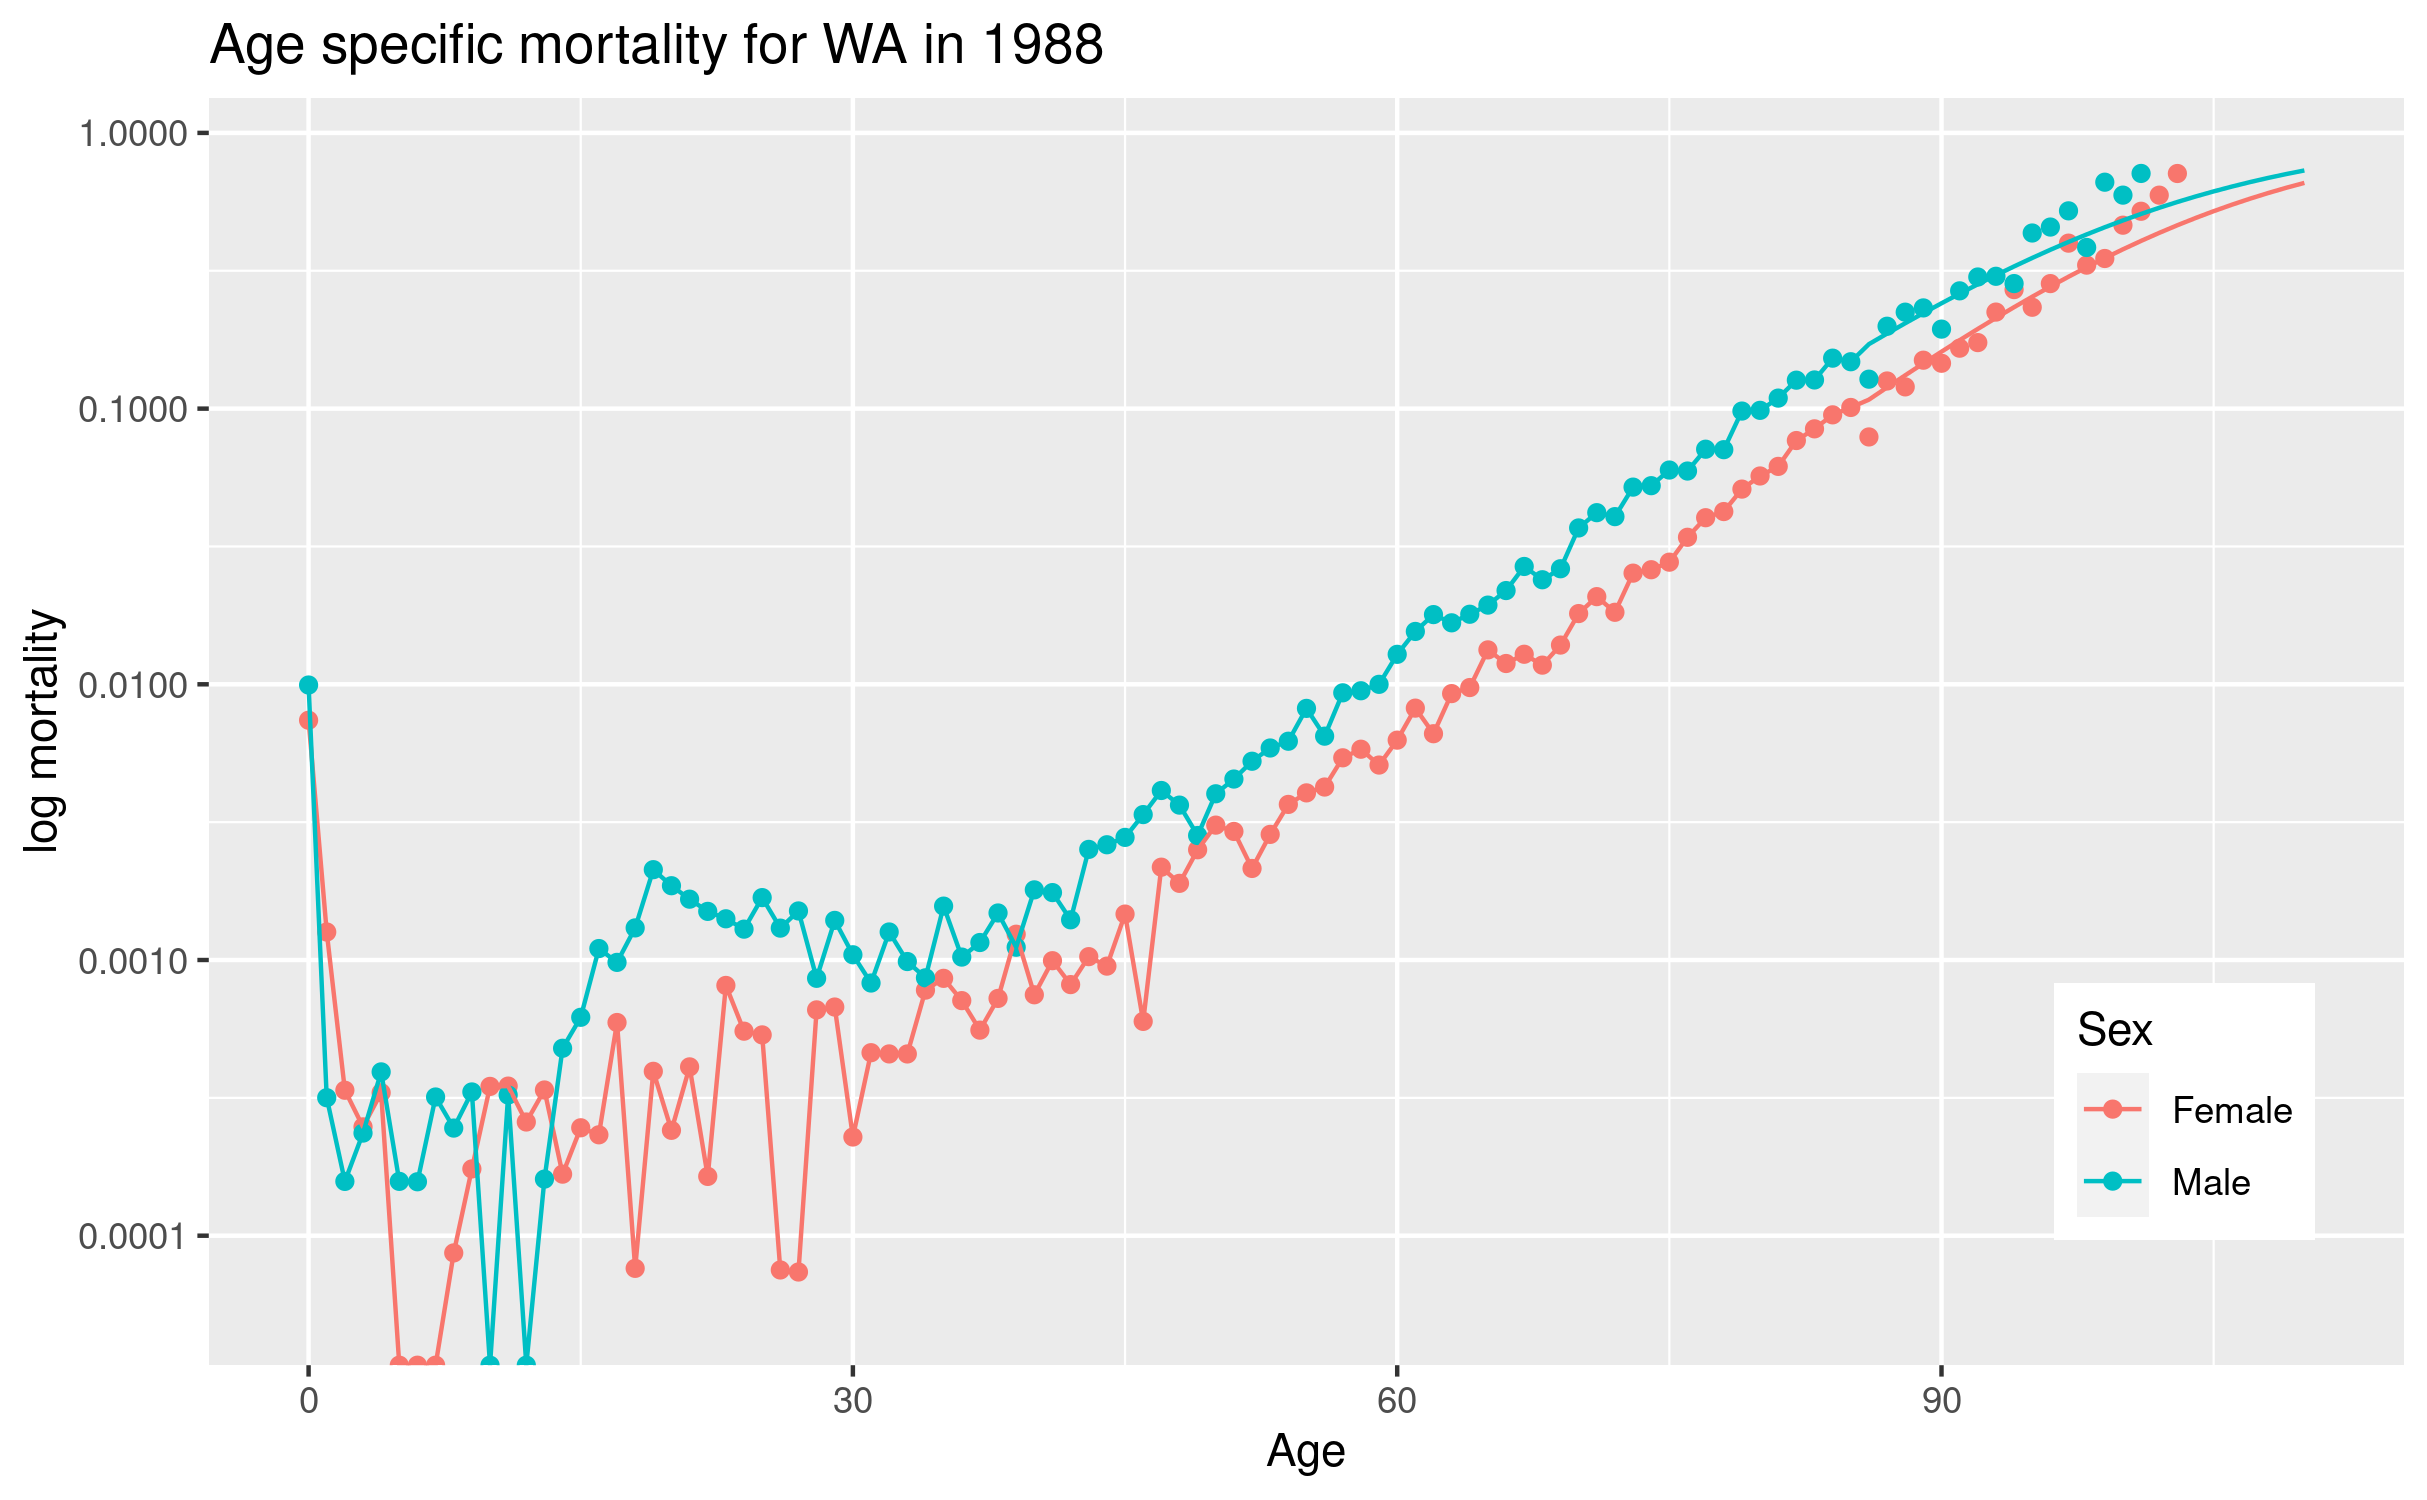 Age specific mortality for WA in 1988
1.0000
0.1000
0.0100
0.0010
0.0001
log mortality
0 30 60 90
Age
Sex
Female
Male